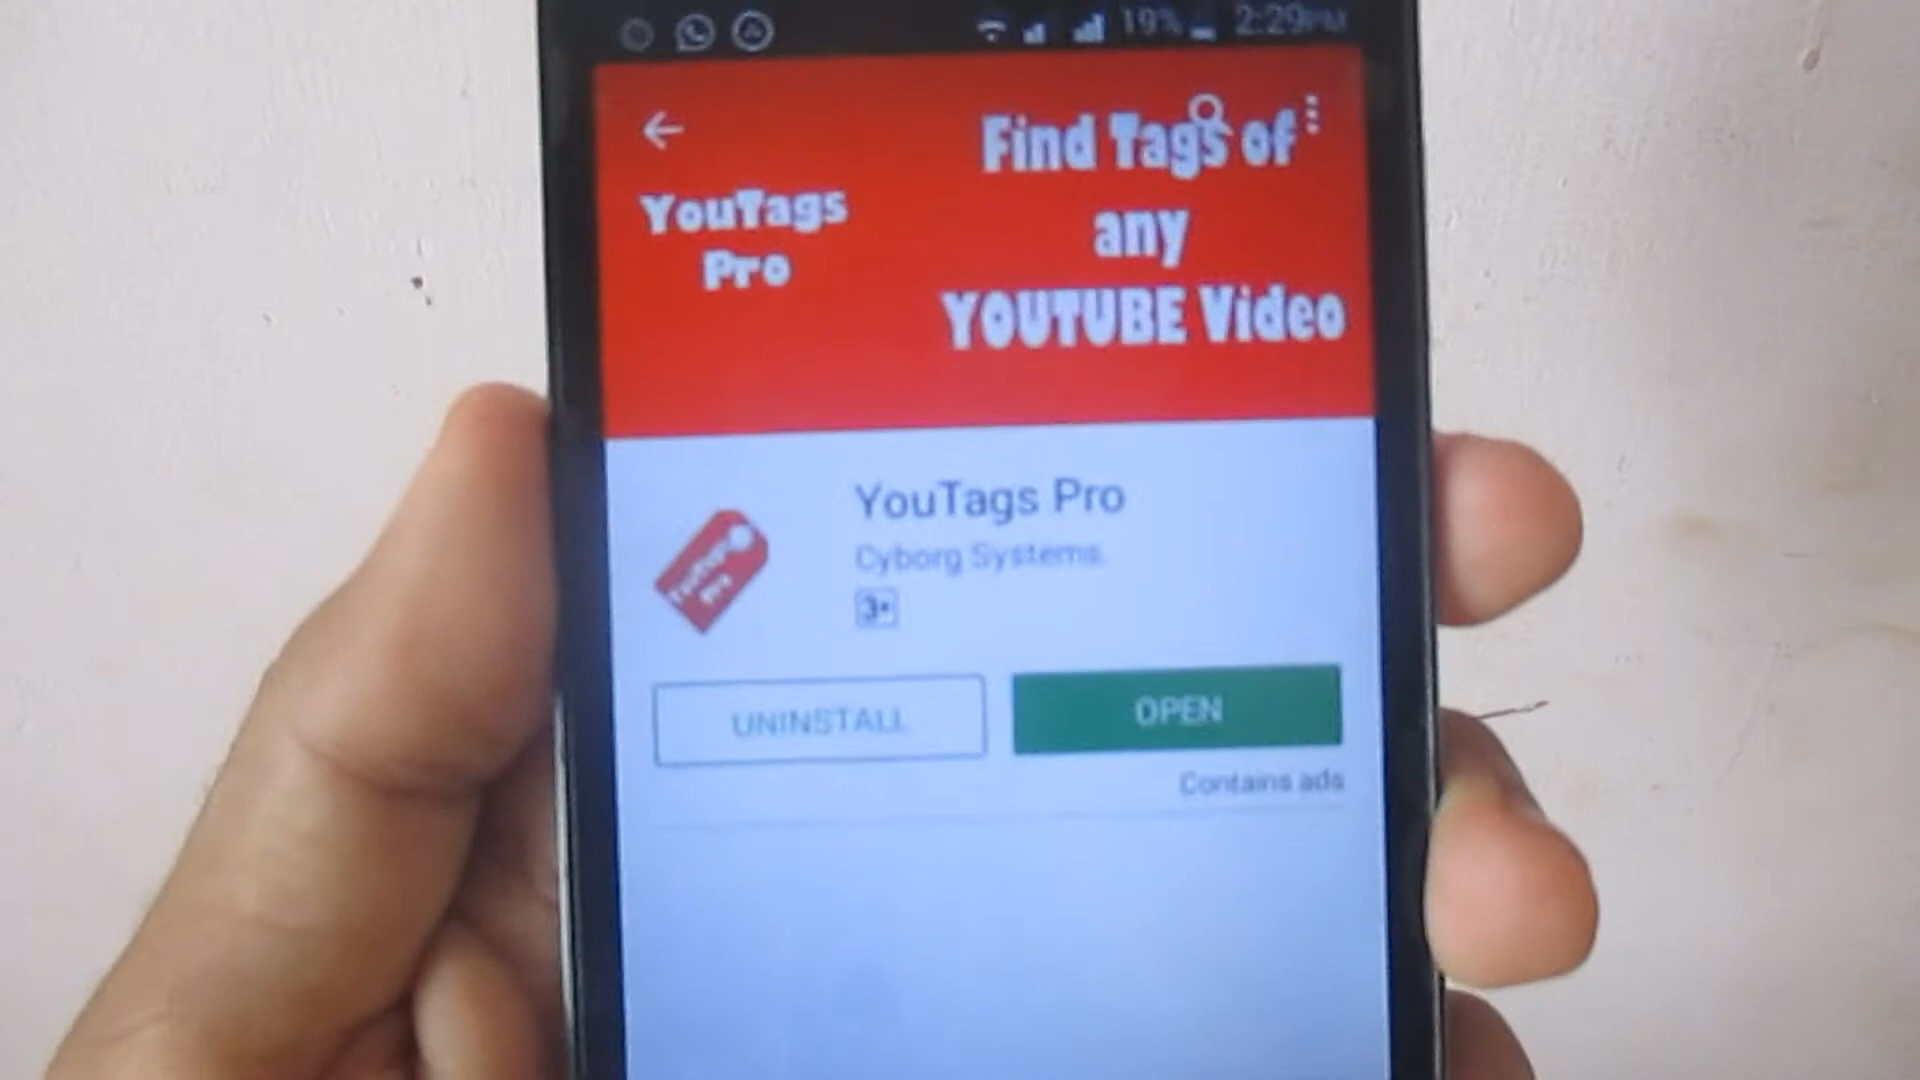 19% 2:29PM
Find Tags of
any
YOUTUBE Video
YouTags
Pro
YouTags Pro
Cyborg Systems.
3+
UNINSTALL
OPEN
Contains ads